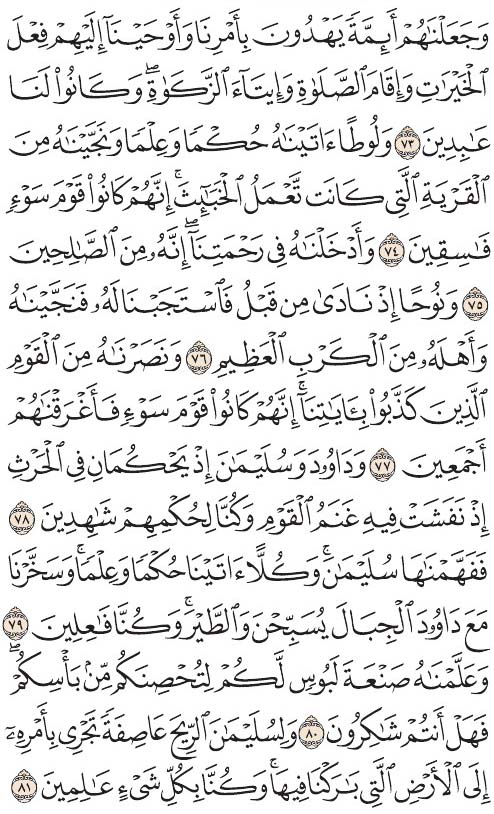 وَجَعَلْنَٰهُمْ أَئِمَّةً يَهْدُونَ بِأَمْرِنَا وَأَوْحَيْنَآ إِلَيْهِمْ فِعْلَ
ٱلْخَيْرَٰتِ وَإِقَامَ ٱلصَّلَوٰةِ وَإِيتَآءَ ٱلزَّكَوٰةِ ۖ وَكَانُوا۟ لَنَا
عَٰبِدِينَ ٧٣ وَلُوطًا ءَاتَيْنَٰهُ حُكْمًا وَعِلْمًا وَنَجَّيْنَٰهُ مِنَ
ٱلْقَرْيَةِ ٱلَّتِى كَانَت تَّعْمَلُ ٱلْخَبَٰٓئِثَ ۗ إِنَّهُمْ كَانُوا۟ قَوْمَ سَوْءٍ
فَٰسِقِينَ ٧٤ وَأَدْخَلْنَٰهُ فِى رَحْمَتِنَآ ۖ إِنَّهُۥ مِنَ ٱلصَّٰلِحِينَ
٧٥ وَنُوحًا إِذْ نَادَىٰ مِن قَبْلُ فَٱسْتَجَبْنَا لَهُۥ فَنَجَّيْنَٰهُ
وَأَهْلَهُۥ مِنَ ٱلْكَرْبِ ٱلْعَظِيمِ ٧٦ وَنَصَرْنَٰهُ مِنَ ٱلْقَوْمِ
ٱلَّذِينَ كَذَّبُوا۟ بِـَٔايَٰتِنَآ ۚ إِنَّهُمْ كَانُوا۟ قَوْمَ سَوْءٍ فَأَغْرَقْنَٰهُمْ
أَجْمَعِينَ ٧٧ وَدَاوُۥدَ وَسُلَيْمَٰنَ إِذْ يَحْكُمَانِ فِى ٱلْحَرْثِ
إِذْ نَفَشَتْ فِيهِ غَنَمُ ٱلْقَوْمِ وَكُنَّا لِحُكْمِهِمْ شَٰهِدِينَ ٧٨
فَفَهَّمْنَٰهَا سُلَيْمَٰنَ ۚ وَكُلًّا ءَاتَيْنَا حُكْمًا وَعِلْمًا ۚ وَسَخَّرْنَا
مَعَ دَاوُۥدَ ٱلْجِبَالَ يُسَبِّحْنَ وَٱلطَّيْرَ ۚ وَكُنَّا فَٰعِلِينَ ٧٩
وَعَلَّمْنَٰهُ صَنْعَةَ لَبُوسٍ لَّكُمْ لِتُحْصِنَكُم مِّنۢ بَأْسِكُمْ ۖ
فَهَلْ أَنتُمْ شَٰكِرُونَ ٨٠ وَلِسُلَيْمَٰنَ ٱلرِّيحَ عَاصِفَةً تَجْرِى بِأَمْرِهِۦٓ
إِلَى ٱلْأَرْضِ ٱلَّتِى بَٰرَكْنَا فِيهَا ۚ وَكُنَّا بِكُلِّ شَىْءٍ عَٰلِمِينَ ٨١